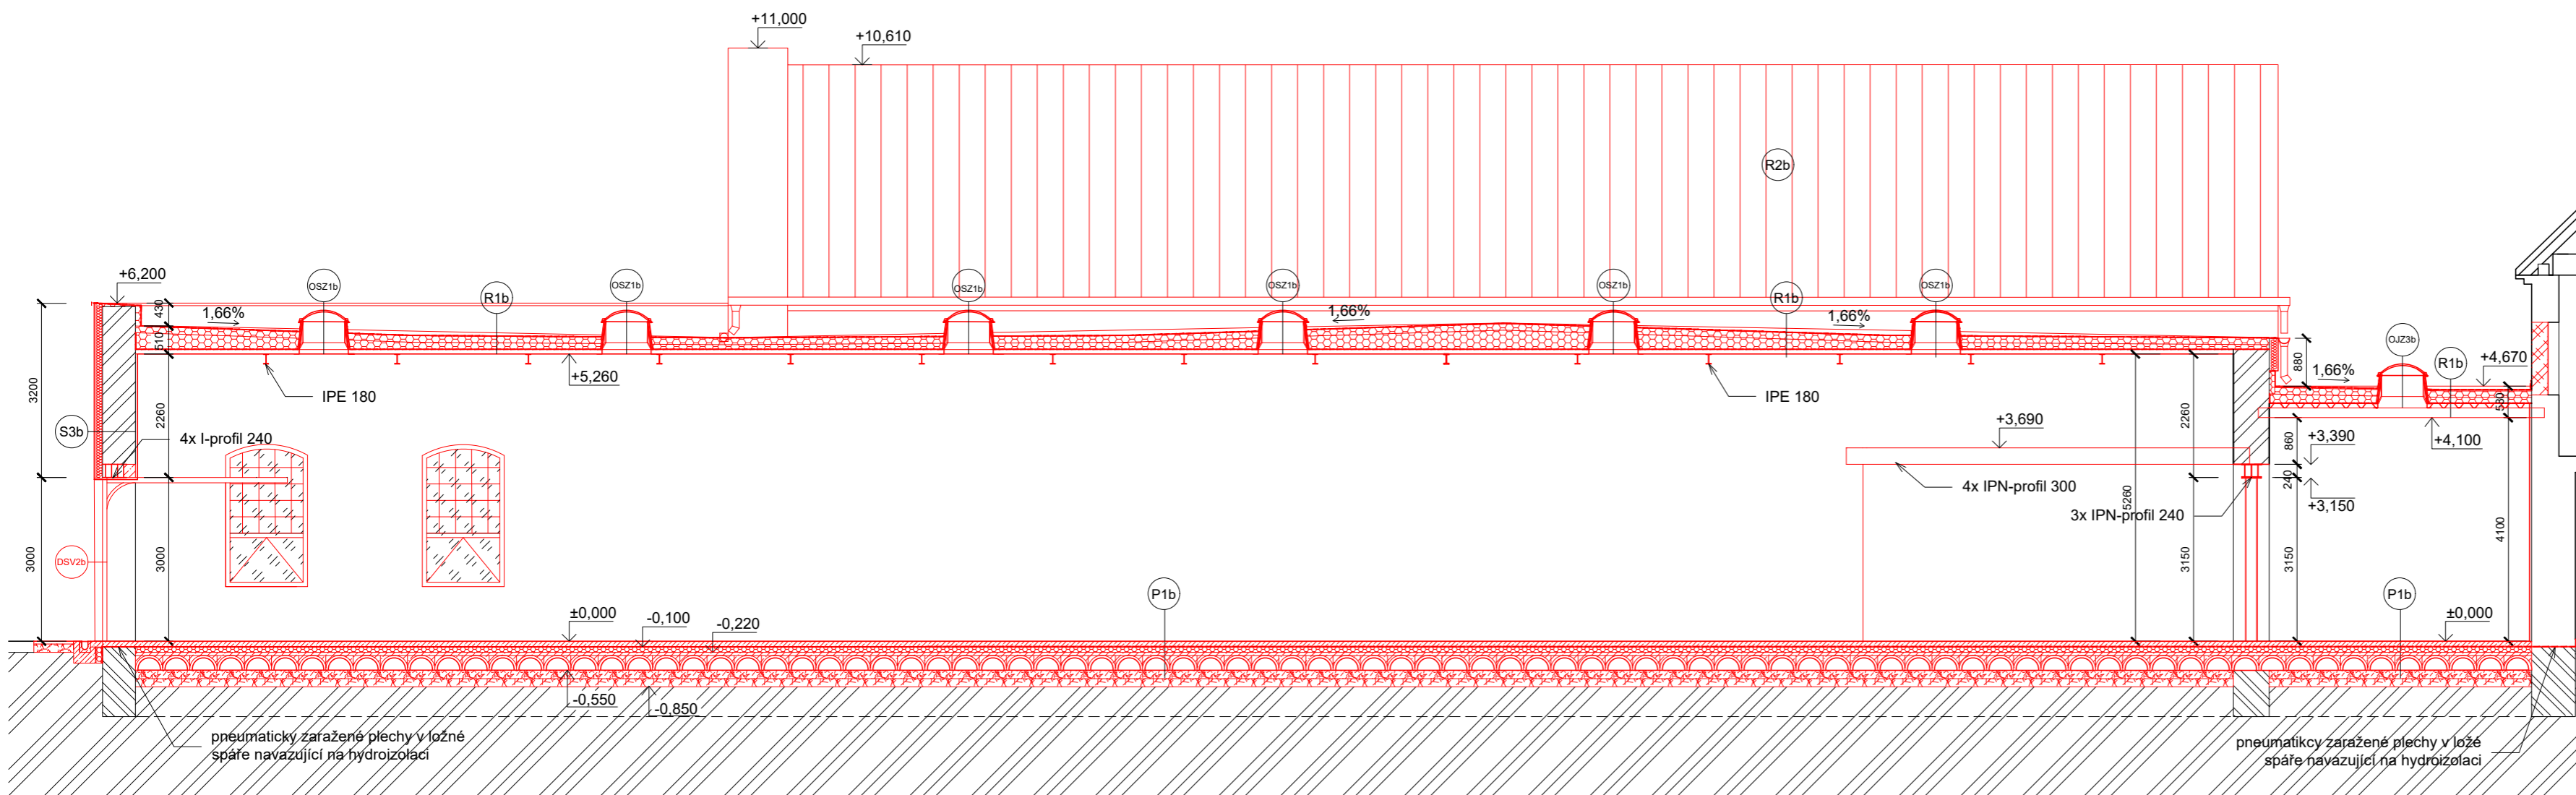 +11,000
+10,610
R2b
+6,200
OSZ1b
R1b
OSZ1b
OSZ1b
OSZ1b
OSZ1b
R1b
OSZ1b
430
1,66%
1,66%
1,66%
510
880
OJZ3b
R1b
+4,670
1,66%
+5,260
IPE 180
IPE 180
3200
2260
2260
530
S3b
4x I-profil 240
+3,690
860
+3,390
+4,100
4x IPN-profil 300
240
5260
3x IPN-profil 240
+3,150
3000
DSV2b
3000
3150
3150
4100
P1b
P1b
±0,000
-0,100
-0,220
±0,000
-0,550
-0,850
pneumaticky zaražené plechy v ložné
spáře navazující na hydroizolaci
pneumatikcy zaražené plechy v ložé
spáře navazující na hydroizolaci